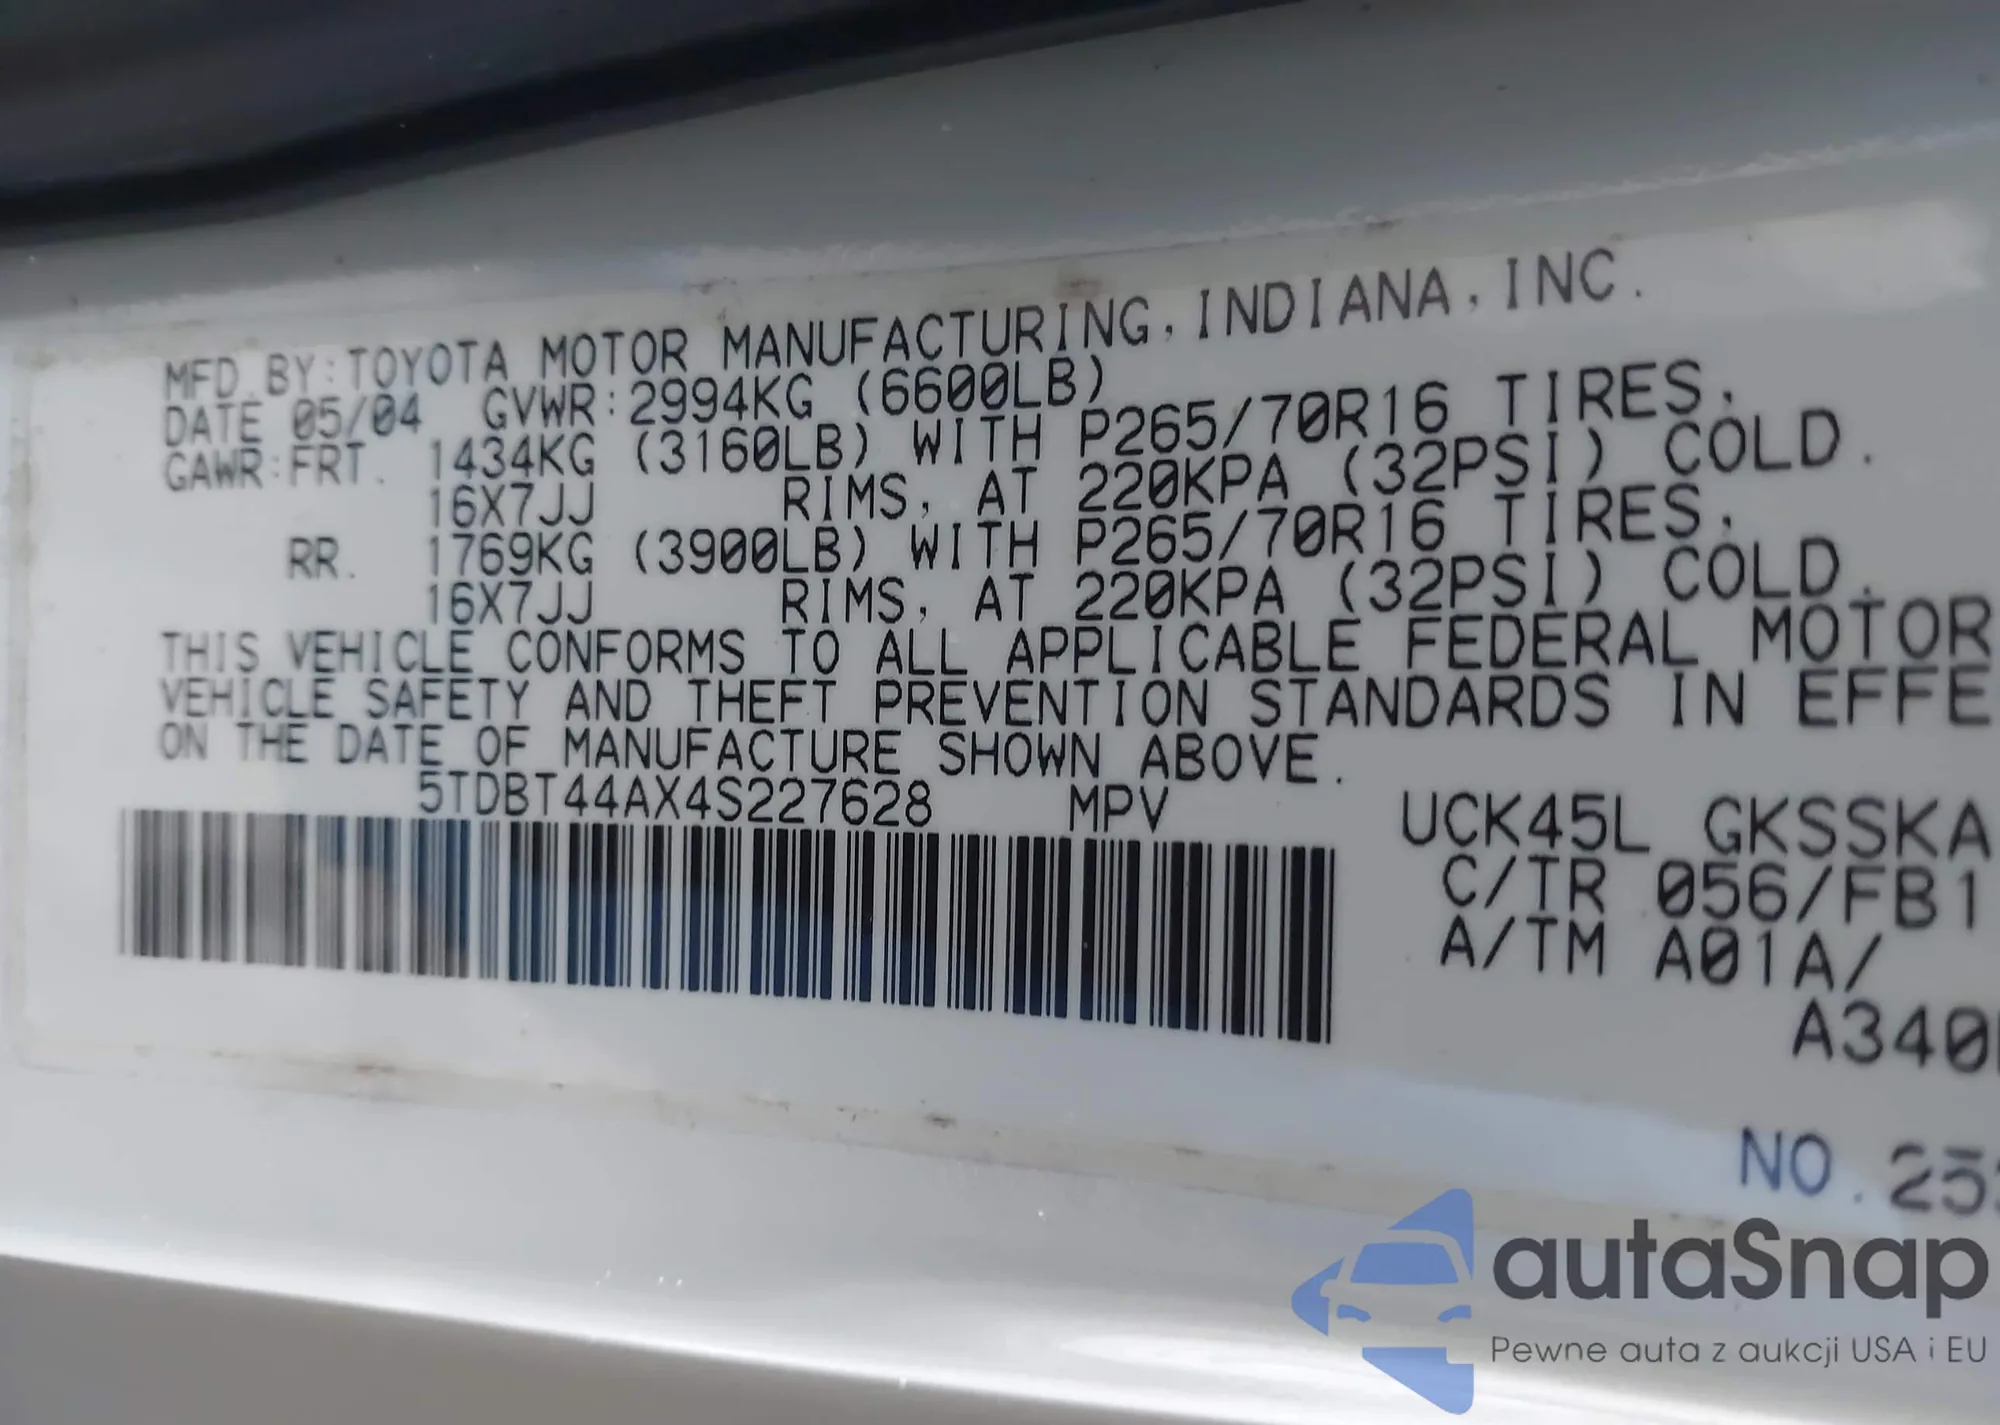 MFD.BY:TOYOTA MOTOR MANUFACTURING,INDIANA,INC.
DATE 05/04 GVWR:2994KG (6600LB)
GAWR:FRT. 1434KG (3160LB) WITH P265/70R16 TIRES,
16X7JJ RIMS, AT 220KPA (32PSI) COLD.
RR. 1769KG (3900LB) WITH P265/70R16 TIRES,
16X7JJ RIMS, AT 220KPA (32PSI) COLD.
THIS VEHICLE CONFORMS TO ALL APPLICABLE FEDERAL MOTOR
VEHICLE SAFETY AND THEFT PREVENTION STANDARDS IN EFFE
ON THE DATE OF MANUFACTURE SHOWN ABOVE.
5TDBT44AX4S227628 MPV UCK45L GKSSKA
C/TR 056/FB1
A/TM A01A/
A340
NO.25
autaSnap
Pewne auta z aukcji USA i EU